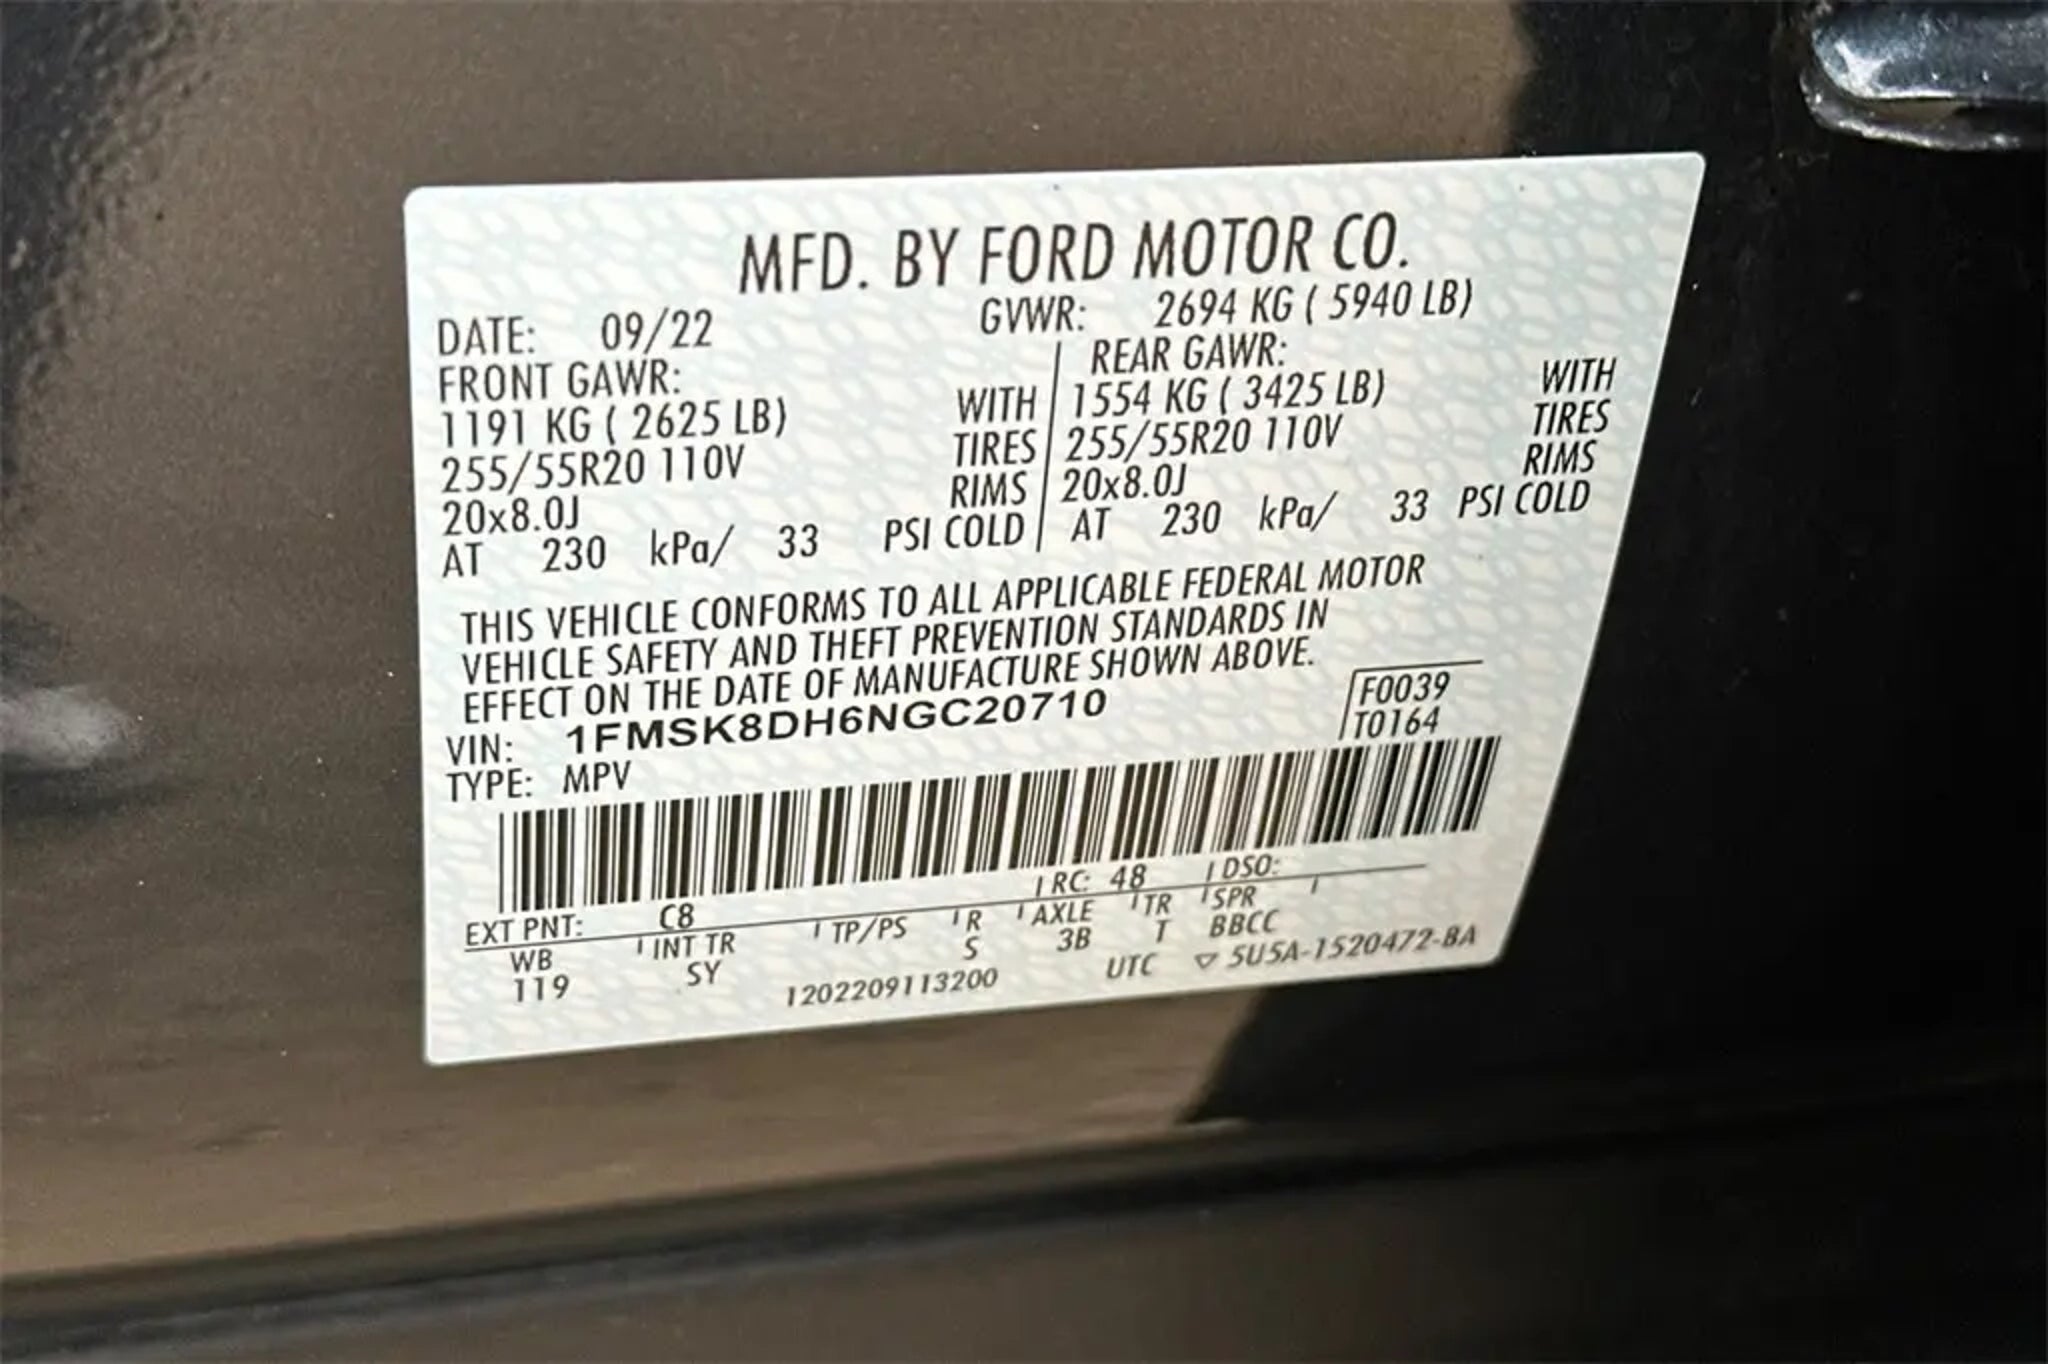 MFD. BY FORD MOTOR CO.
DATE: 09/22 GVWR: 2694 KG ( 5940 LB)
FRONT GAWR: REAR GAWR:
1191 KG ( 2625 LB) WITH 1554 KG ( 3425 LB) WITH
255/55R20 110V TIRES 255/55R20 110V TIRES
20x8.0J RIMS 20x8.0J RIMS
AT 230 kPa/ 33 PSI COLD AT 230 kPa/ 33 PSI COLD
THIS VEHICLE CONFORMS TO ALL APPLICABLE FEDERAL MOTOR
VEHICLE SAFETY AND THEFT PREVENTION STANDARDS IN
EFFECT ON THE DATE OF MANUFACTURE SHOWN ABOVE.
VIN: 1FMSK8DH6NGC20710 F0039
TYPE: MPV T0164
EXT PNT: C8 RC: 48 DSO:
WB INT TR TP/PS R AXLE TR SPR
119 SY S 3B T BBCC
1202209113200 UTC ▽ 5U5A-1520472-BA